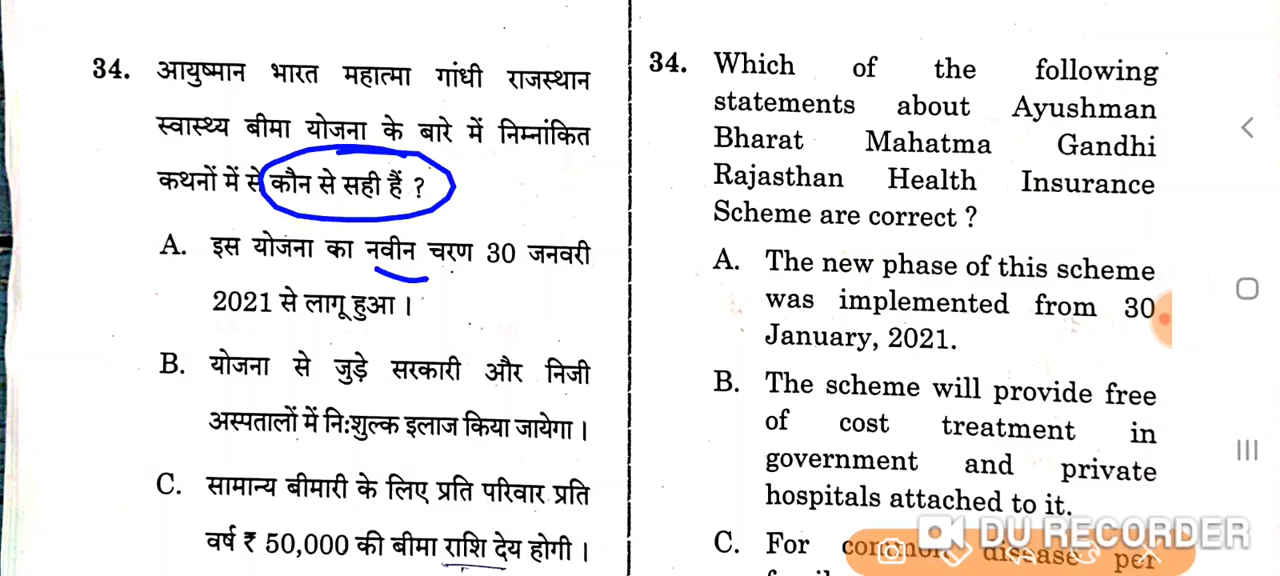 34. आयुष्मान भारत महात्मा गांधी राजस्थान
स्वास्थ्य बीमा योजना के बारे में निम्नांकित
कथनों में से कौन से सही हैं ?
A. इस योजना का नवीन चरण 30 जनवरी
2021 से लागू हुआ ।
B. योजना से जुड़े सरकारी और निजी
अस्पतालों में नि:शुल्क इलाज किया जायेगा ।
C. सामान्य बीमारी के लिए प्रति परिवार प्रति
वर्ष ₹ 50,000 की बीमा राशि देय होगी ।
34. Which of the following
statements about Ayushman
Bharat Mahatma Gandhi
Rajasthan Health Insurance
Scheme are correct ?
A. The new phase of this scheme
was implemented from 30
January, 2021.
B. The scheme will provide free
of cost treatment in
government and private
hospitals attached to it.
C. For common disease per
DU RECORDER